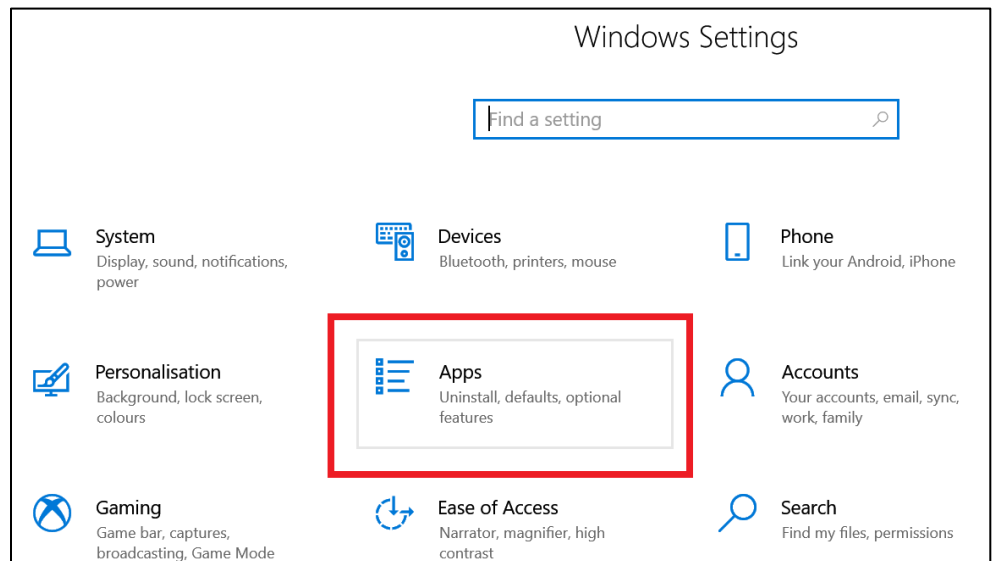 Windows Settings
Find a setting
System
Display, sound, notifications,
power
Devices
Bluetooth, printers, mouse
Phone
Link your Android, iPhone
Personalisation
Background, lock screen,
colours
Apps
Uninstall, defaults, optional
features
Accounts
Your accounts, email, sync,
work, family
Gaming
Game bar, captures,
broadcasting, Game Mode
Ease of Access
Narrator, magnifier, high
contrast
Search
Find my files, permissions